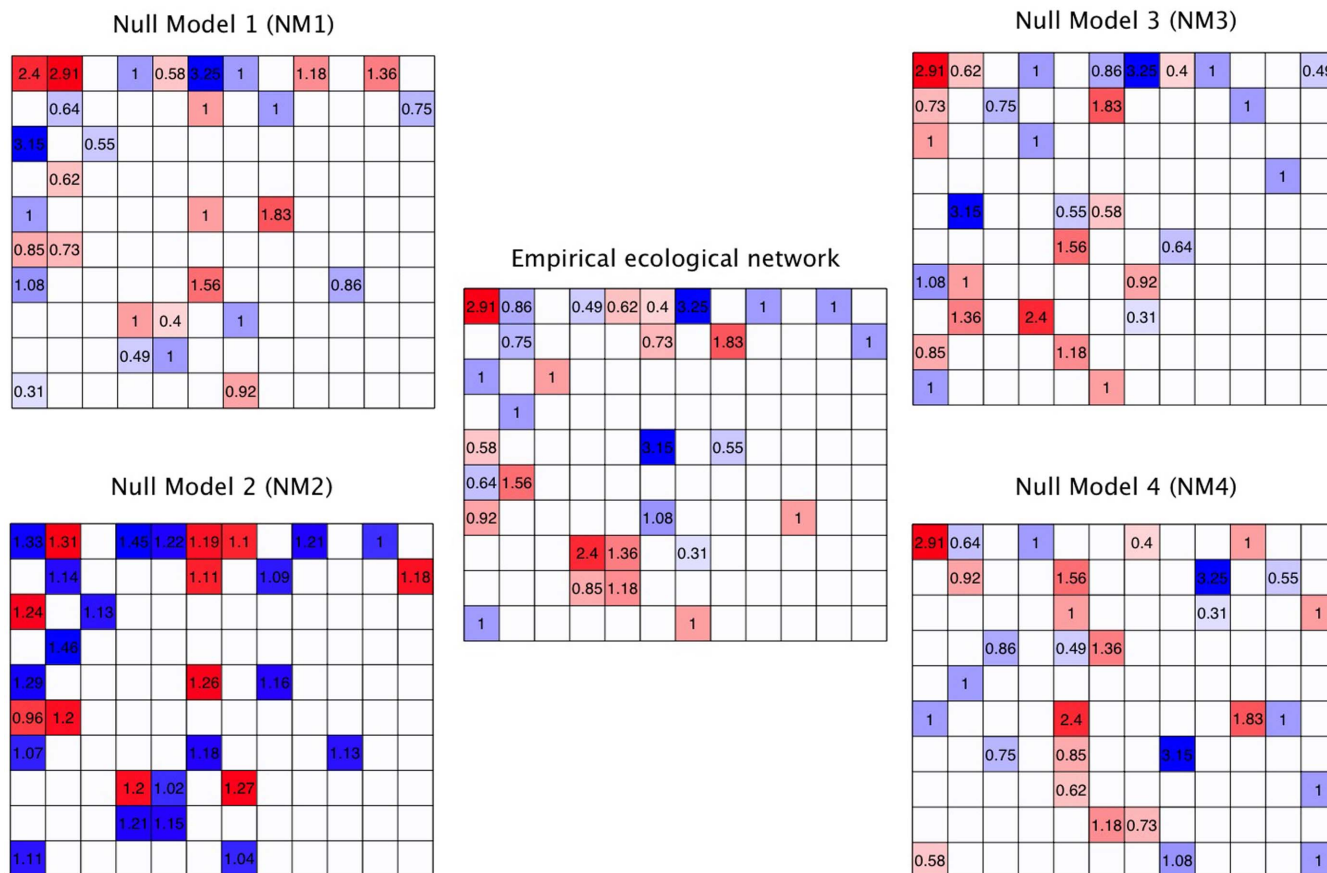 Null Model 1 (NM1)
2.4 2.91 1 0.58 3.25 1 1.18 1.36
0.64 1 1 0.75
3.15 0.55
0.62
1 1 1.83
0.85 0.73
1.08 1.56 0.86
1 0.4 1
0.49 1
0.31 0.92
Null Model 3 (NM3)
2.91 0.62 1 0.86 3.25 0.4 1 0.49
0.73 0.75 1.83 1
1 1
1
3.15 0.55 0.58
1.56 0.64
1.08 1 0.92
1.36 2.4 0.31
0.85 1.18
1 1
Empirical ecological network
2.91 0.86 0.49 0.62 0.4 3.25 1 1
0.75 0.73 1.83 1
1 1
1
0.58 3.15 0.55
0.64 1.56
0.92 1.08 1
2.4 1.36 0.31
0.85 1.18
1 1
Null Model 2 (NM2)
1.33 1.31 1.45 1.22 1.19 1.1 1.21 1
1.14 1.11 1.09 1.18
1.24 1.13
1.46
1.29 1.26 1.16
0.96 1.2
1.07 1.18 1.13
1.2 1.02 1.27
1.21 1.15
1.11 1.04
Null Model 4 (NM4)
2.91 0.64 1 0.4 1
0.92 1.56 3.25 0.55
1 0.31 1
0.86 0.49 1.36
1
1 2.4 1.83 1
0.75 0.85 3.15
0.62 1
1.18 0.73
0.58 1.08 1